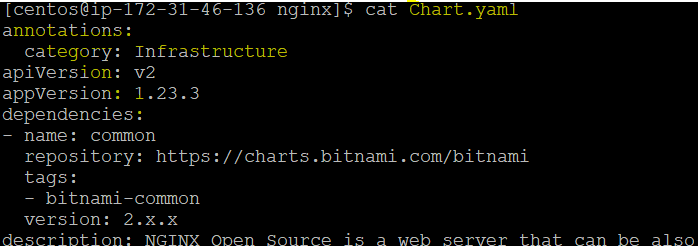 [centos@ip-172-31-46-136 nginx]$ cat Chart.yaml
annotations:
  category: Infrastructure
apiVersion: v2
appVersion: 1.23.3
dependencies:
- name: common
  repository: https://charts.bitnami.com/bitnami
  tags:
  - bitnami-common
  version: 2.x.x
description: NGINX Open Source is a web server that can be also